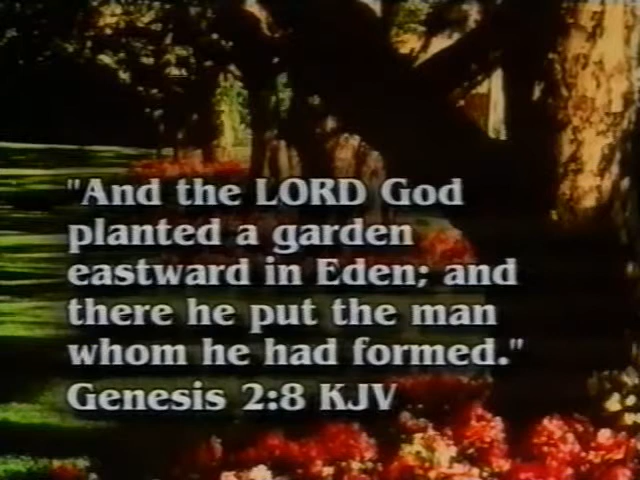 "And the LORD God
planted a garden
eastward in Eden; and
there he put the man
whom he had formed."
Genesis 2:8 KJV